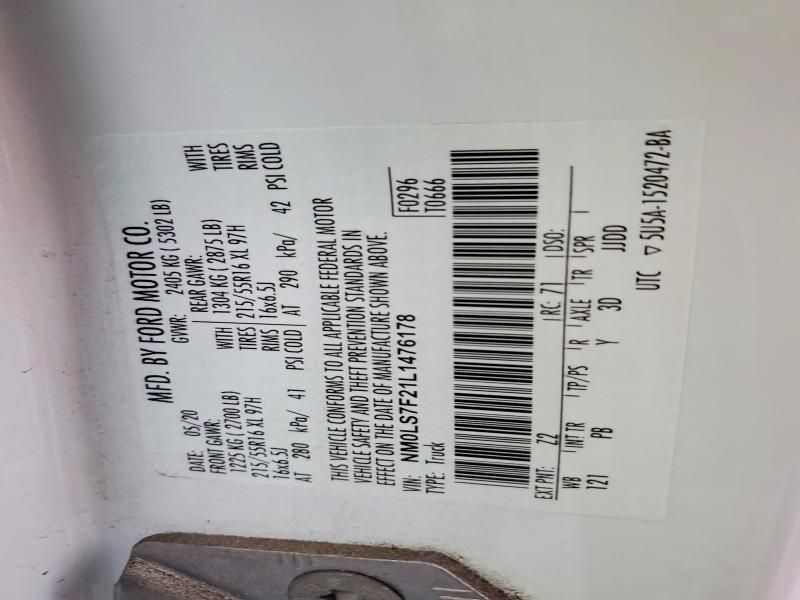 MFD. BY FORD MOTOR CO.
DATE: 05/20 GVWR: 2405 KG ( 5302 LB)
FRONT GAWR: REAR GAWR: WITH
1225 KG ( 2700 LB) WITH 1304 KG ( 2875 LB) TIRES
215/55R16 XL 97H TIRES 215/55R16 XL 97H RIMS
16x6.5J RIMS 16x6.5J
AT 280 kPa/ 41 PSI COLD AT 290 kPa/ 42 PSI COLD
THIS VEHICLE CONFORMS TO ALL APPLICABLE FEDERAL MOTOR
VEHICLE SAFETY AND THEFT PREVENTION STANDARDS IN
EFFECT ON THE DATE OF MANUFACTURE SHOWN ABOVE.
VIN: NM0LS7F21L1476178 F0296
TYPE: Truck T0666
EXT PNT: Z2 RC: 71 DSO:
WB INT TR TP/PS R AXLE TR SPR
121 PB Y 3D JJDD
UTC ▽ 5U5A-1520472-BA